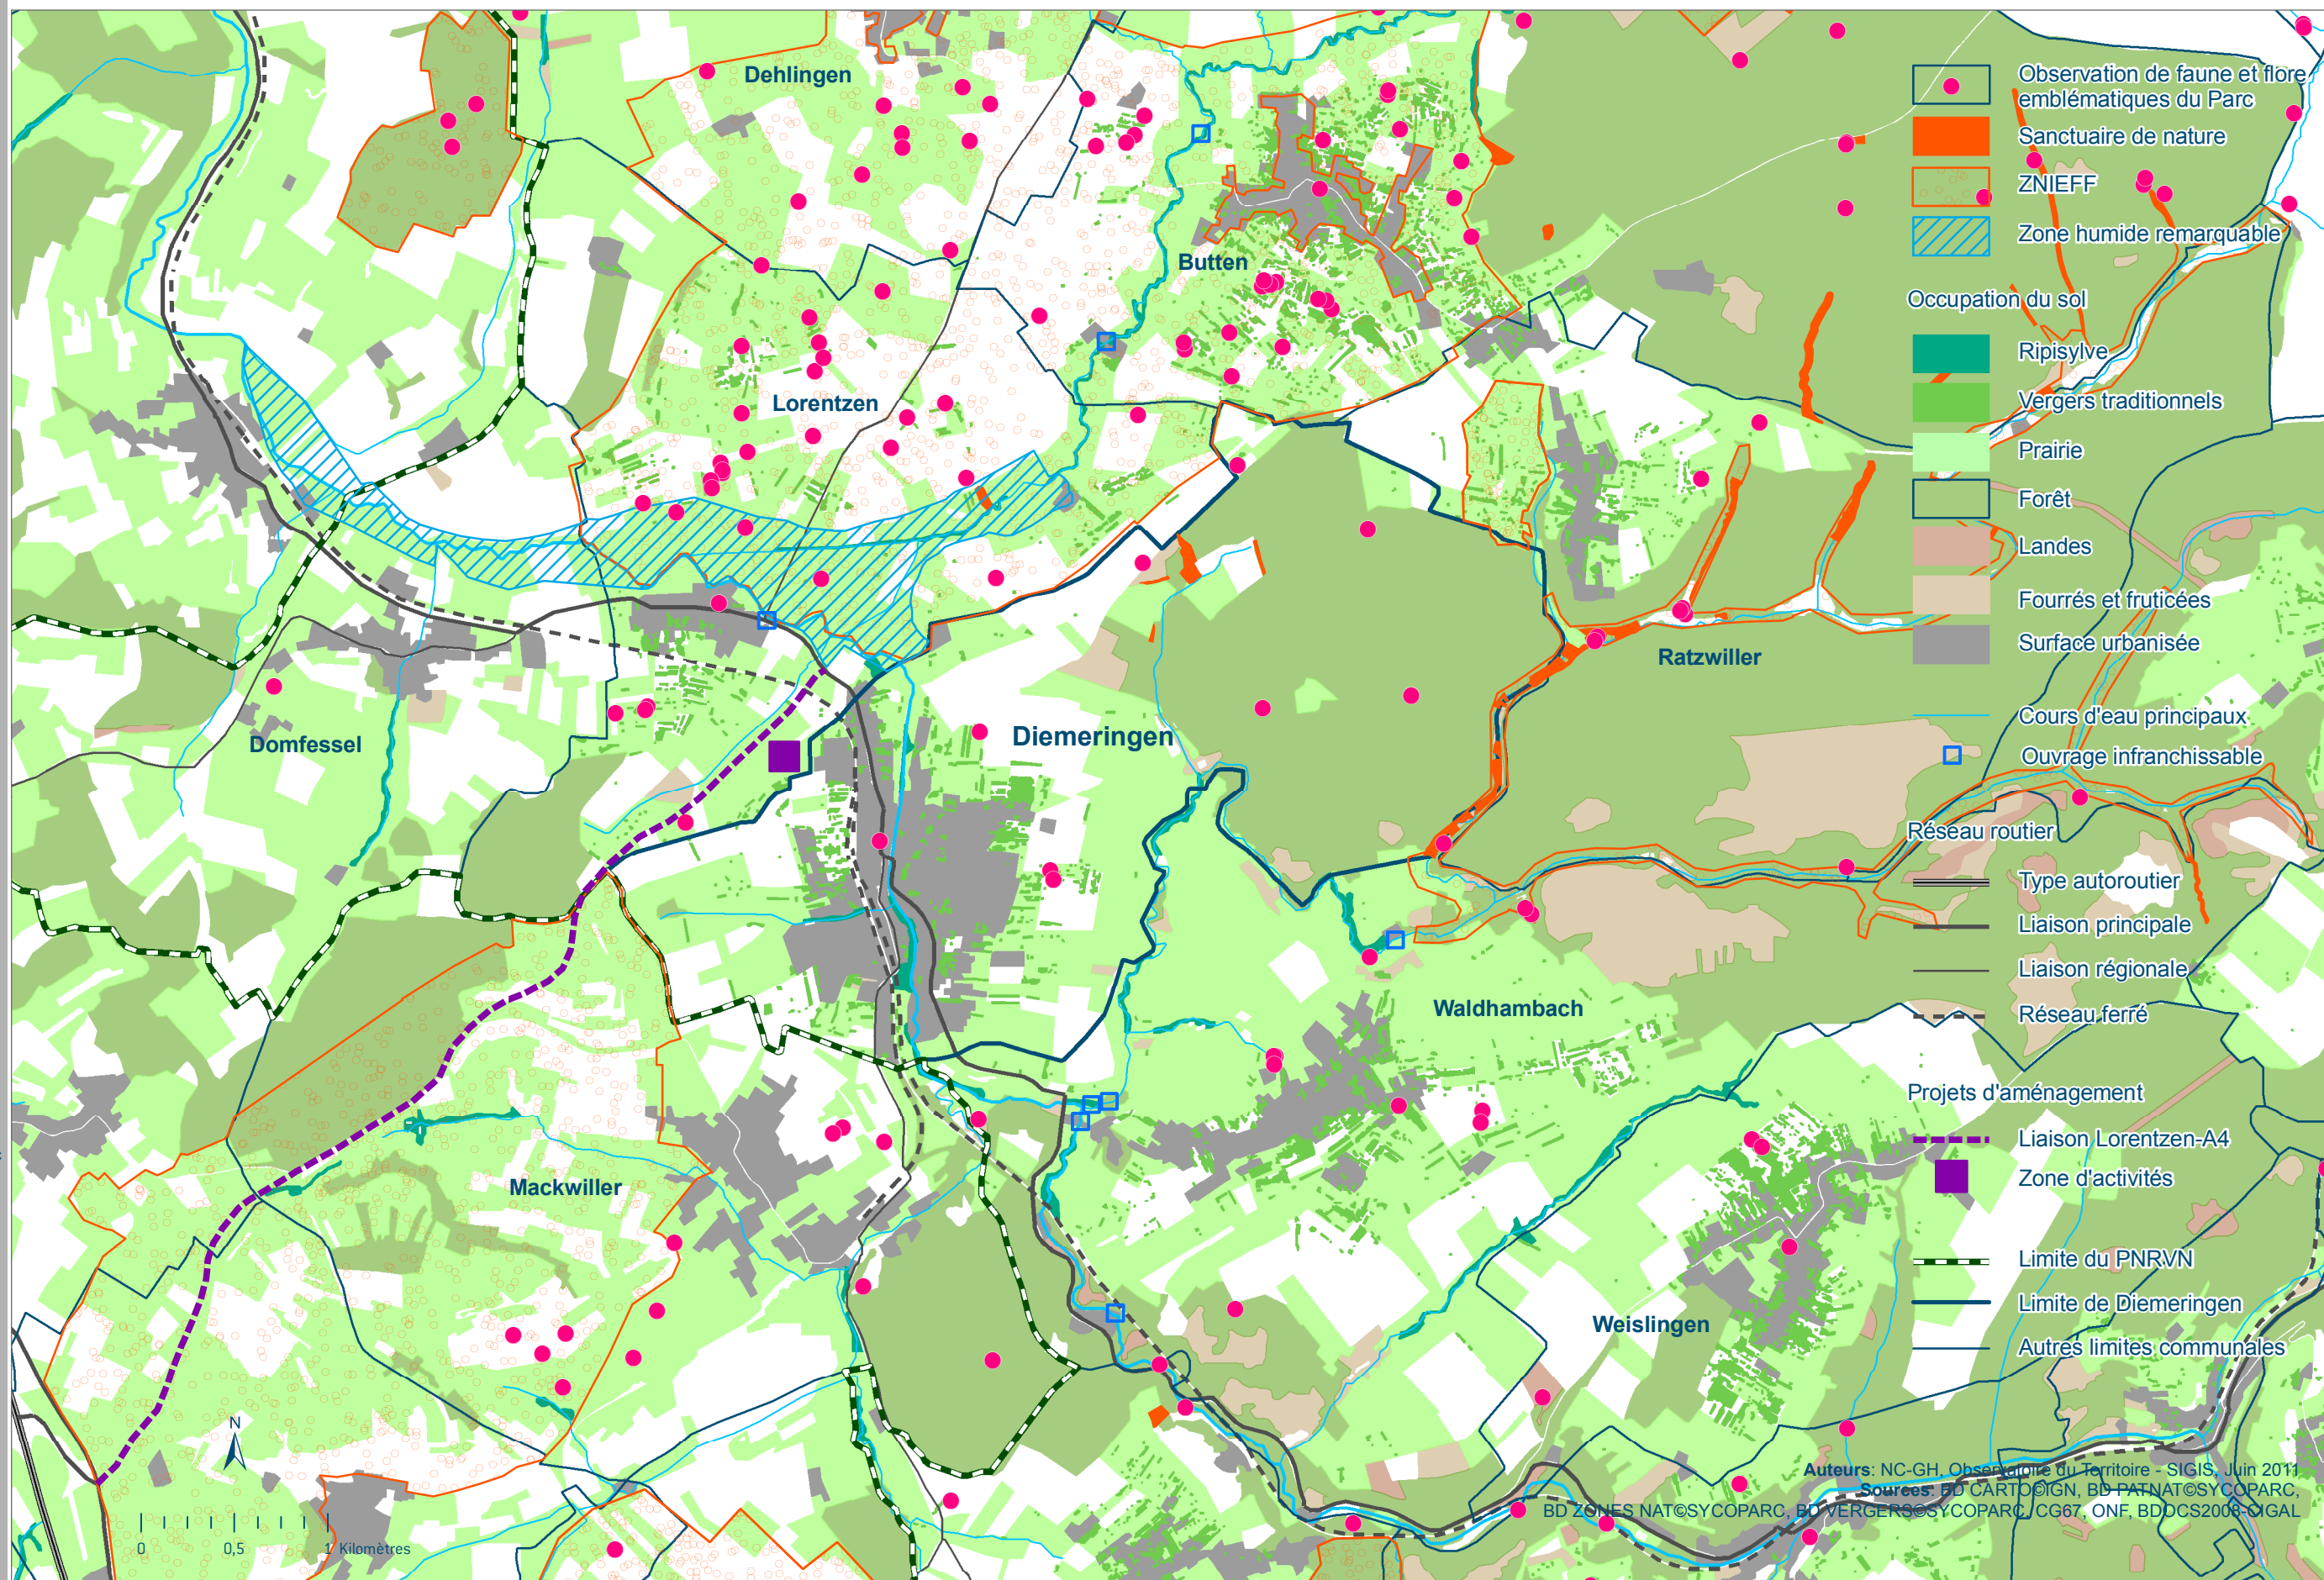 Dehlingen
Butten
Lorentzen
Ratzwiller
Domfessel
Diemeringen
Waldhambach
Mackwiller
Weislingen
Observation de faune et flore
emblématiques du Parc
Sanctuaire de nature
ZNIEFF
Zone humide remarquable
Occupation du sol
Ripisylve
Vergers traditionnels
Prairie
Forêt
Landes
Fourrés et fruticées
Surface urbanisée
Cours d'eau principaux
Ouvrage infranchissable
Réseau routier
Type autoroutier
Liaison principale
Liaison régionale
Réseau ferré
Projets d'aménagement
Liaison Lorentzen-A4
Zone d'activités
Limite du PNRVN
Limite de Diemeringen
Autres limites communales
N
0 0,5 1 Kilomètres
Auteurs: NC-GH, Observatoire du Territoire - SIGIS, Juin 2011
Sources: BD CARTO©IGN, BD PATNAT©SYCOPARC,
BD ZONES NAT©SYCOPARC, BD VERGERS©SYCOPARC, CG67, ONF, BDOCS2008-CIGAL